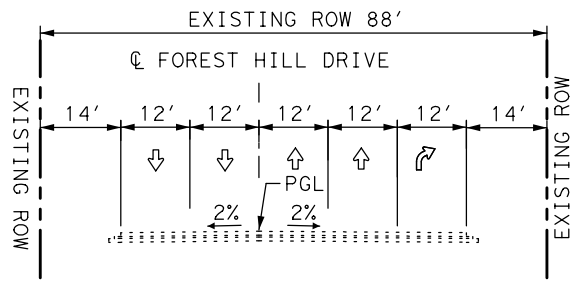 EXISTING ROW 88'
℄ FOREST HILL DRIVE
EXISTING ROW
14' 12' 12' 12' 12' 12' 14'
EXISTING ROW
PGL
2% 2%